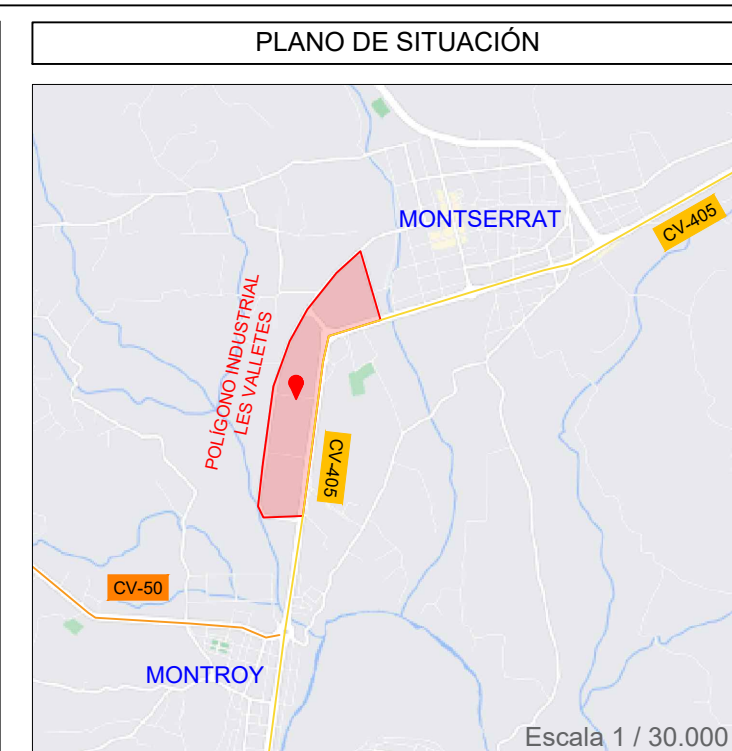 PLANO DE SITUACIÓN
MONTSERRAT
CV-405
POLÍGONO INDUSTRIAL
LES VALLETES
CV-405
CV-50
MONTROY
Escala 1 / 30.000